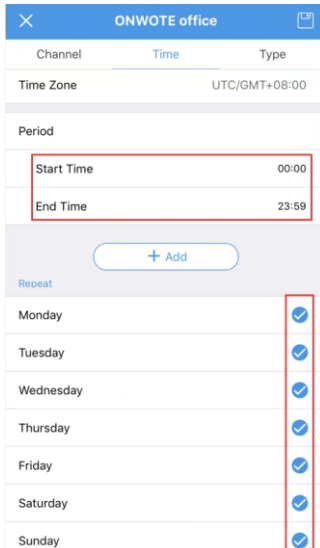 ONWOTE office
Channel Time Type
Time Zone UTC/GMT+08:00
Period
Start Time 00:00
End Time 23:59
+ Add
Repeat
Monday
Tuesday
Wednesday
Thursday
Friday
Saturday
Sunday